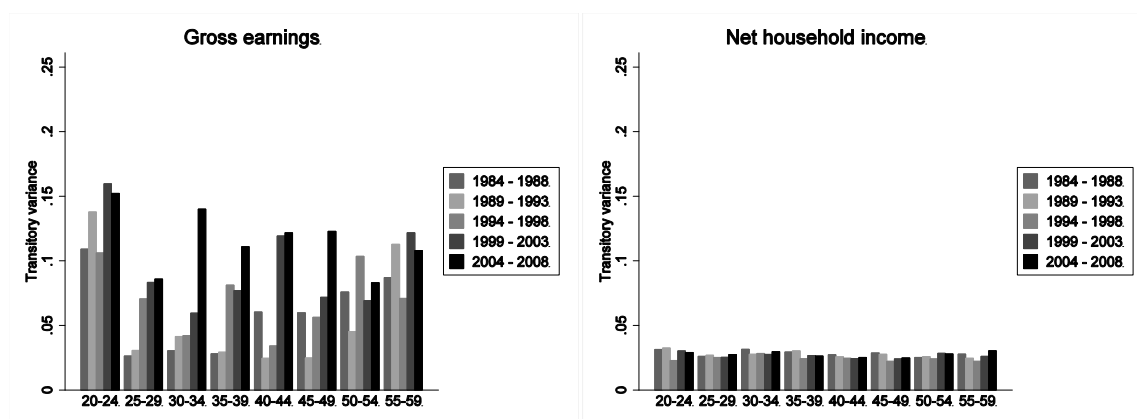 Gross earnings.
Transitory variance
.25
.2
.15
.1
.05
0
20-24. 25-29. 30-34. 35-39. 40-44. 45-49. 50-54. 55-59.
1984 - 1988.
1989 - 1993.
1994 - 1998.
1999 - 2003.
2004 - 2008.
Net household income.
Transitory variance
.25
.2
.15
.1
.05
0
20-24. 25-29. 30-34. 35-39. 40-44. 45-49. 50-54. 55-59.
1984 - 1988.
1989 - 1993.
1994 - 1998.
1999 - 2003.
2004 - 2008.